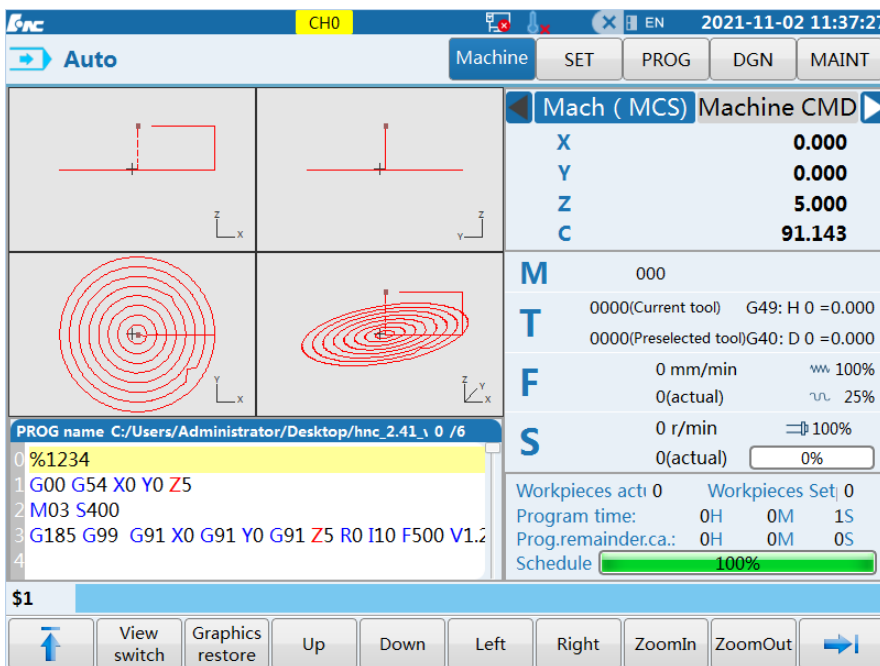 HNC CH0 EN 2021-11-02 11:37:27
Auto Machine SET PROG DGN MAINT
Mach ( MCS) Machine CMD
X 0.000
Y 0.000
Z 5.000
C 91.143
Z X
Z Y
Y X
Z Y X
M 000
T 0000(Current tool) G49: H 0 =0.000
0000(Preselected tool)G40: D 0 =0.000
F 0 mm/min 100%
0(actual) 25%
S 0 r/min 100%
0(actual) 0%
PROG name C:/Users/Administrator/Desktop/hnc_2.41_v 0 /6
0 %1234
1 G00 G54 X0 Y0 Z5
2 M03 S400
3 G185 G99 G91 X0 G91 Y0 G91 Z5 R0 I10 F500 V1.2
4
Workpieces actu 0 Workpieces Set 0
Program time: 0H 0M 1S
Prog.remainder.ca.: 0H 0M 0S
Schedule 100%
$1
View switch
Graphics restore
Up
Down
Left
Right
ZoomIn
ZoomOut